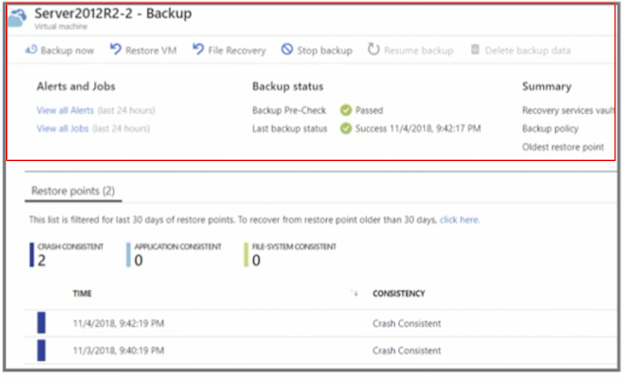 Server2012R2-2 - Backup
Virtual machine
Backup now Restore VM File Recovery Stop backup Resume backup Delete backup data
Alerts and Jobs Backup status Summary
View all Alerts (last 24 hours) Backup Pre-Check Passed Recovery services vault
View all Jobs (last 24 hours) Last backup status Success 11/4/2018, 9:42:17 PM Backup policy
Oldest restore point
Restore points (2)
This list is filtered for last 30 days of restore points. To recover from restore point older than 30 days, click here.
CRASH CONSISTENT APPLICATION CONSISTENT FILE-SYSTEM CONSISTENT
2 0 0
TIME CONSISTENCY
11/4/2018, 9:42:19 PM Crash Consistent
11/3/2018, 9:40:19 PM Crash Consistent